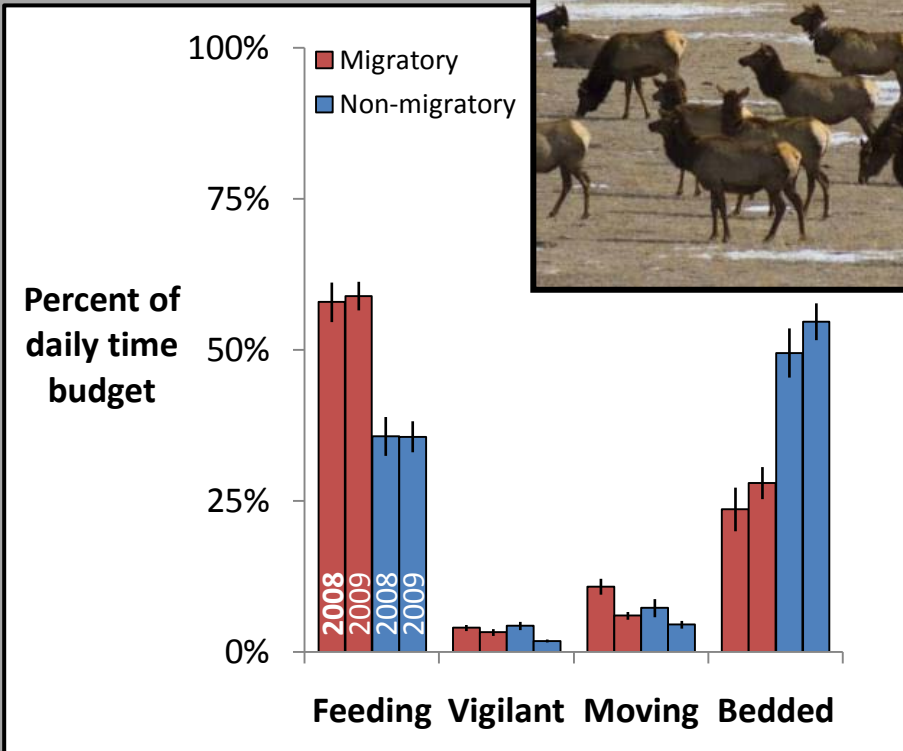 100%
Migratory
Non-migratory
75%
Percent of
daily time
budget
50%
25%
2008
2009
2008
2009
0%
Feeding Vigilant Moving Bedded